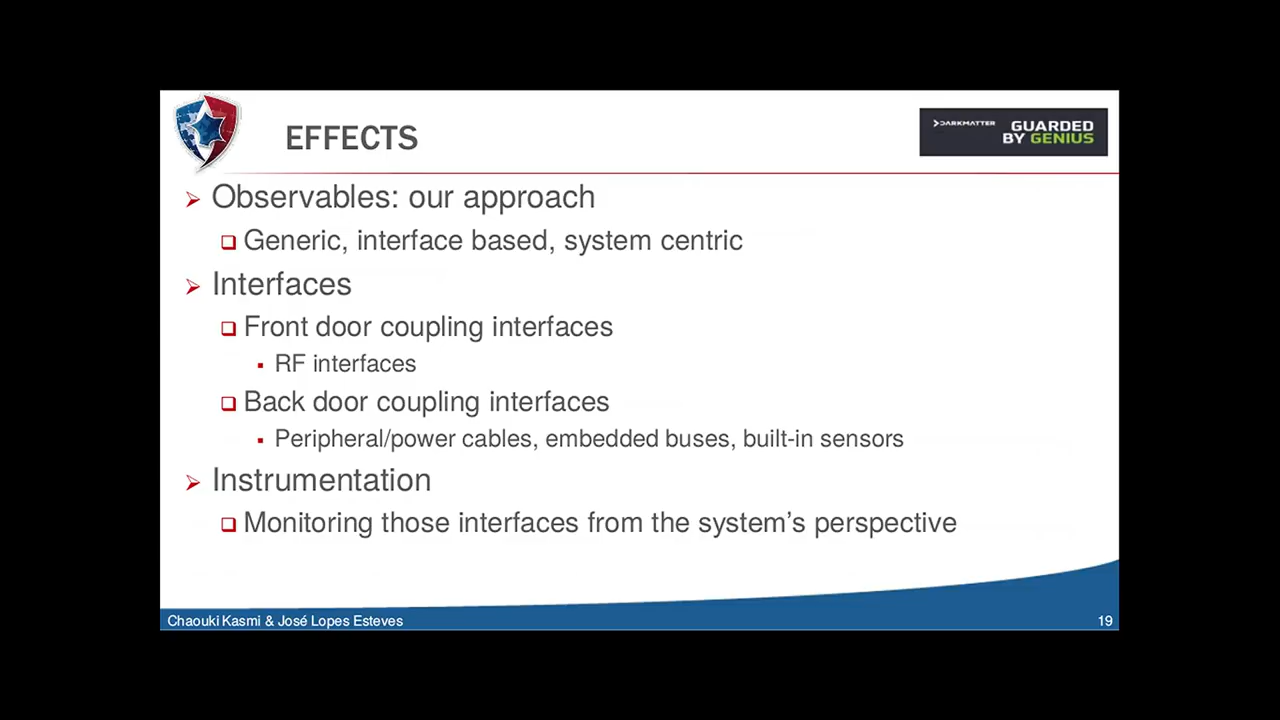 EFFECTS
DARKMATTER
GUARDED
BY GENIUS
Observables: our approach
Generic, interface based, system centric
Interfaces
Front door coupling interfaces
RF interfaces
Back door coupling interfaces
Peripheral/power cables, embedded buses, built-in sensors
Instrumentation
Monitoring those interfaces from the system’s perspective
Chaouki Kasmi & José Lopes Esteves
19